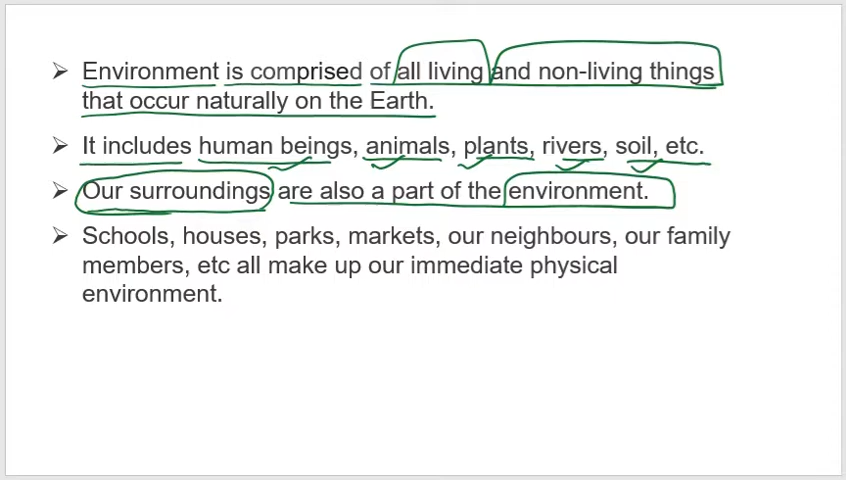 ➢ Environment is comprised of all living and non-living things
that occur naturally on the Earth.
➢ It includes human beings, animals, plants, rivers, soil, etc.
➢ Our surroundings are also a part of the environment.
➢ Schools, houses, parks, markets, our neighbours, our family
members, etc all make up our immediate physical
environment.